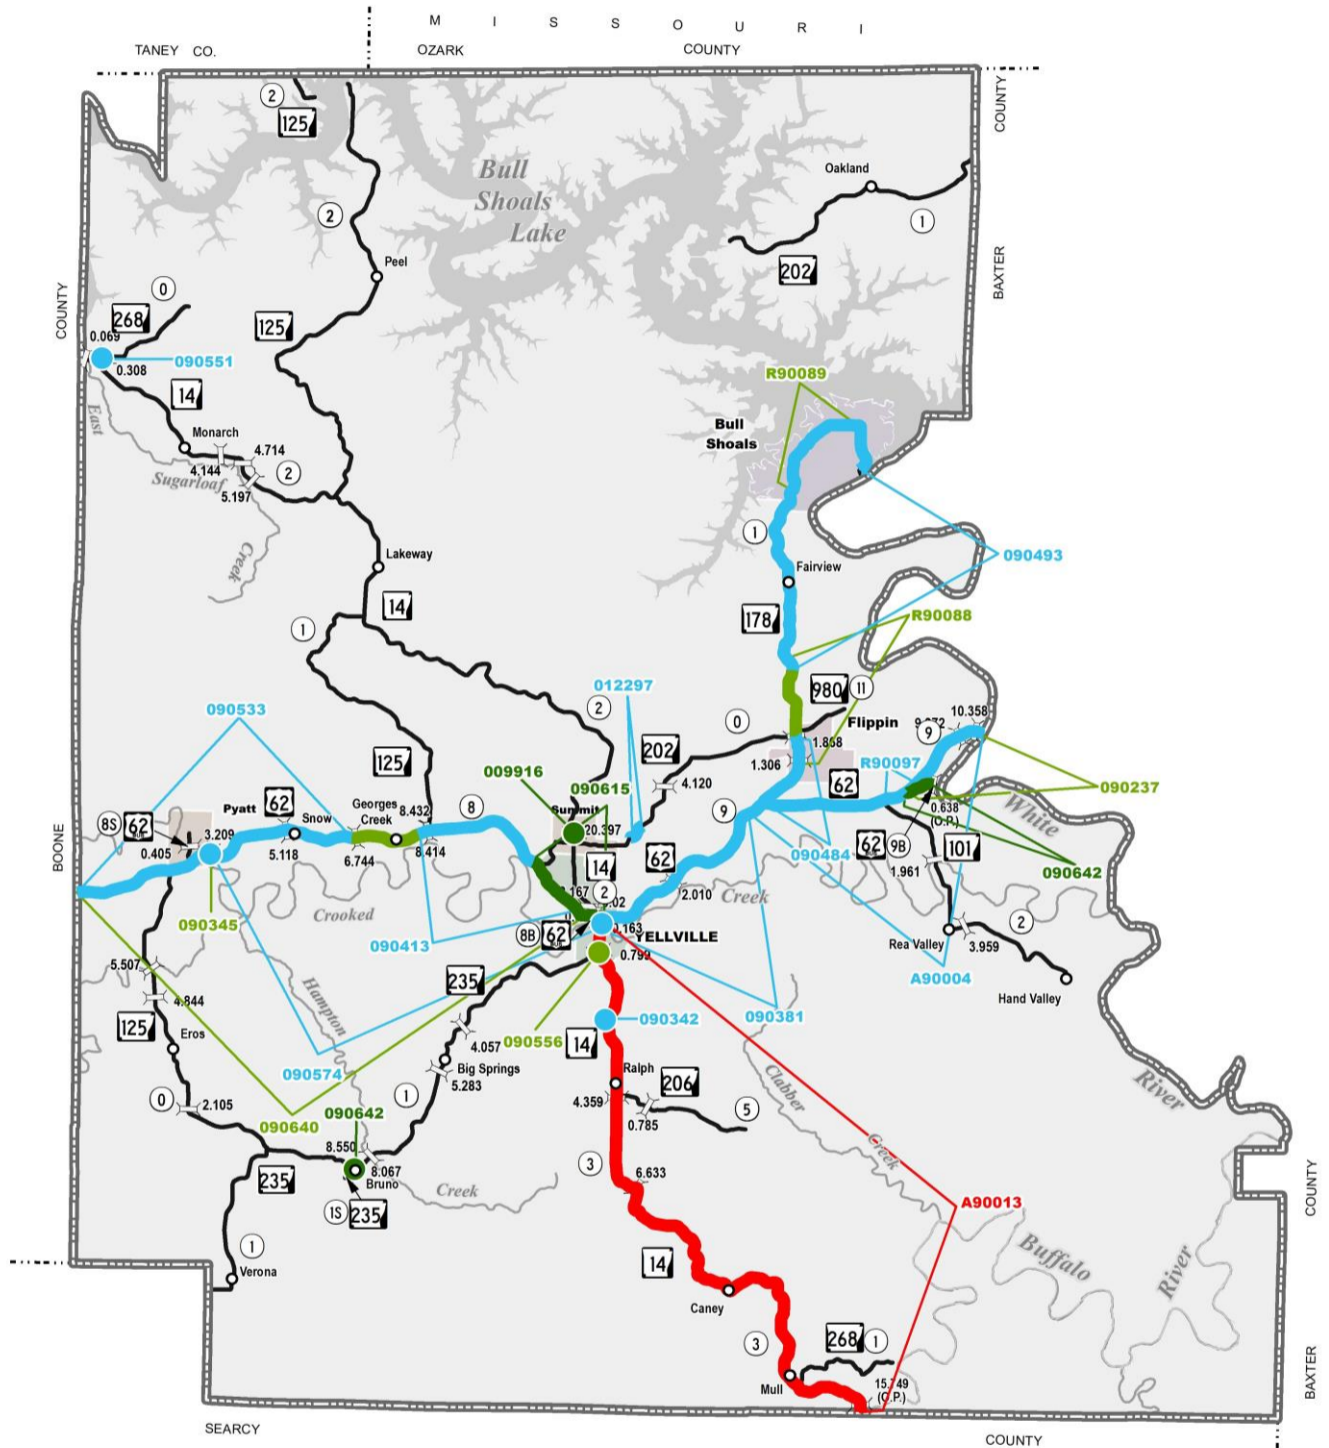 M I S S O U R I
TANEY CO.
OZARK
COUNTY
COUNTY
2
125
Bull
Shoals
Lake
Oakland
1
2
202
Peel
BAXTER
COUNTY
0
268
125
0.069
090551
0.308
14
R90089
East
Monarch
Bull
Shoals
4.714
4.144
2
Sugarloaf
5.197
1
Creek
Lakeway
090493
Fairview
14
178
R90088
1
012297
980
11
2
090533
0
Flippin
10.358
9
202
1.868
125
1.306
R90097
009916
4.120
62
090615
090237
Pyatt
62
Georges
Creek
8.432
8
9
White
8S
62
Snow
Summit
20.397
0.638
(O.P.)
3.209
62
9B
101
0.405
5.118
6.744
8.414
14
62
090484
BOONE
1.961
090642
2
2.010
Creek
090345
Crooked
2
090413
8B
62
0.163
YELLVILLE
Rea Valley
3.959
0.799
5.507
235
A90004
Hand Valley
4.844
Hampton
125
090342
090381
4.057
090556
14
Eros
Big Springs
Ralph
090574
5.283
206
Clabber
River
0
2.105
1
4.359
0.785
5
090640
090642
8.550
Creek
8.067
3
6.633
235
Bruno
Creek
1S
235
A90013
COUNTY
1
14
Buffalo
River
Verona
Caney
3
268
1
BAXTER
Mull
(O.P.)
SEARCY
COUNTY